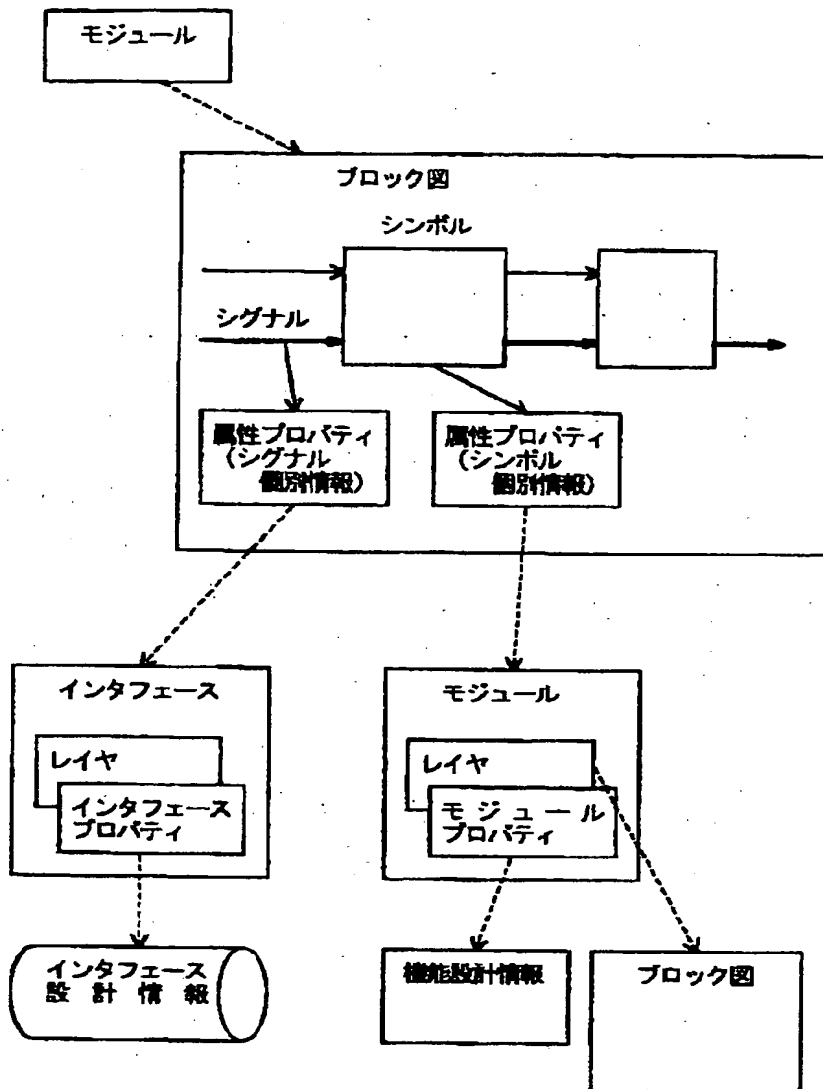 モジュール
ブロック図
シンボル
シグナル
属性プロパティ
(シグナル
個別情報)
属性プロパティ
(シンボル
個別情報)
インタフェース
レイヤ
インタフェース
プロパティ
モジュール
レイヤ
モジュール
プロパティ
インタフェース
設計情報
機能設計情報
ブロック図